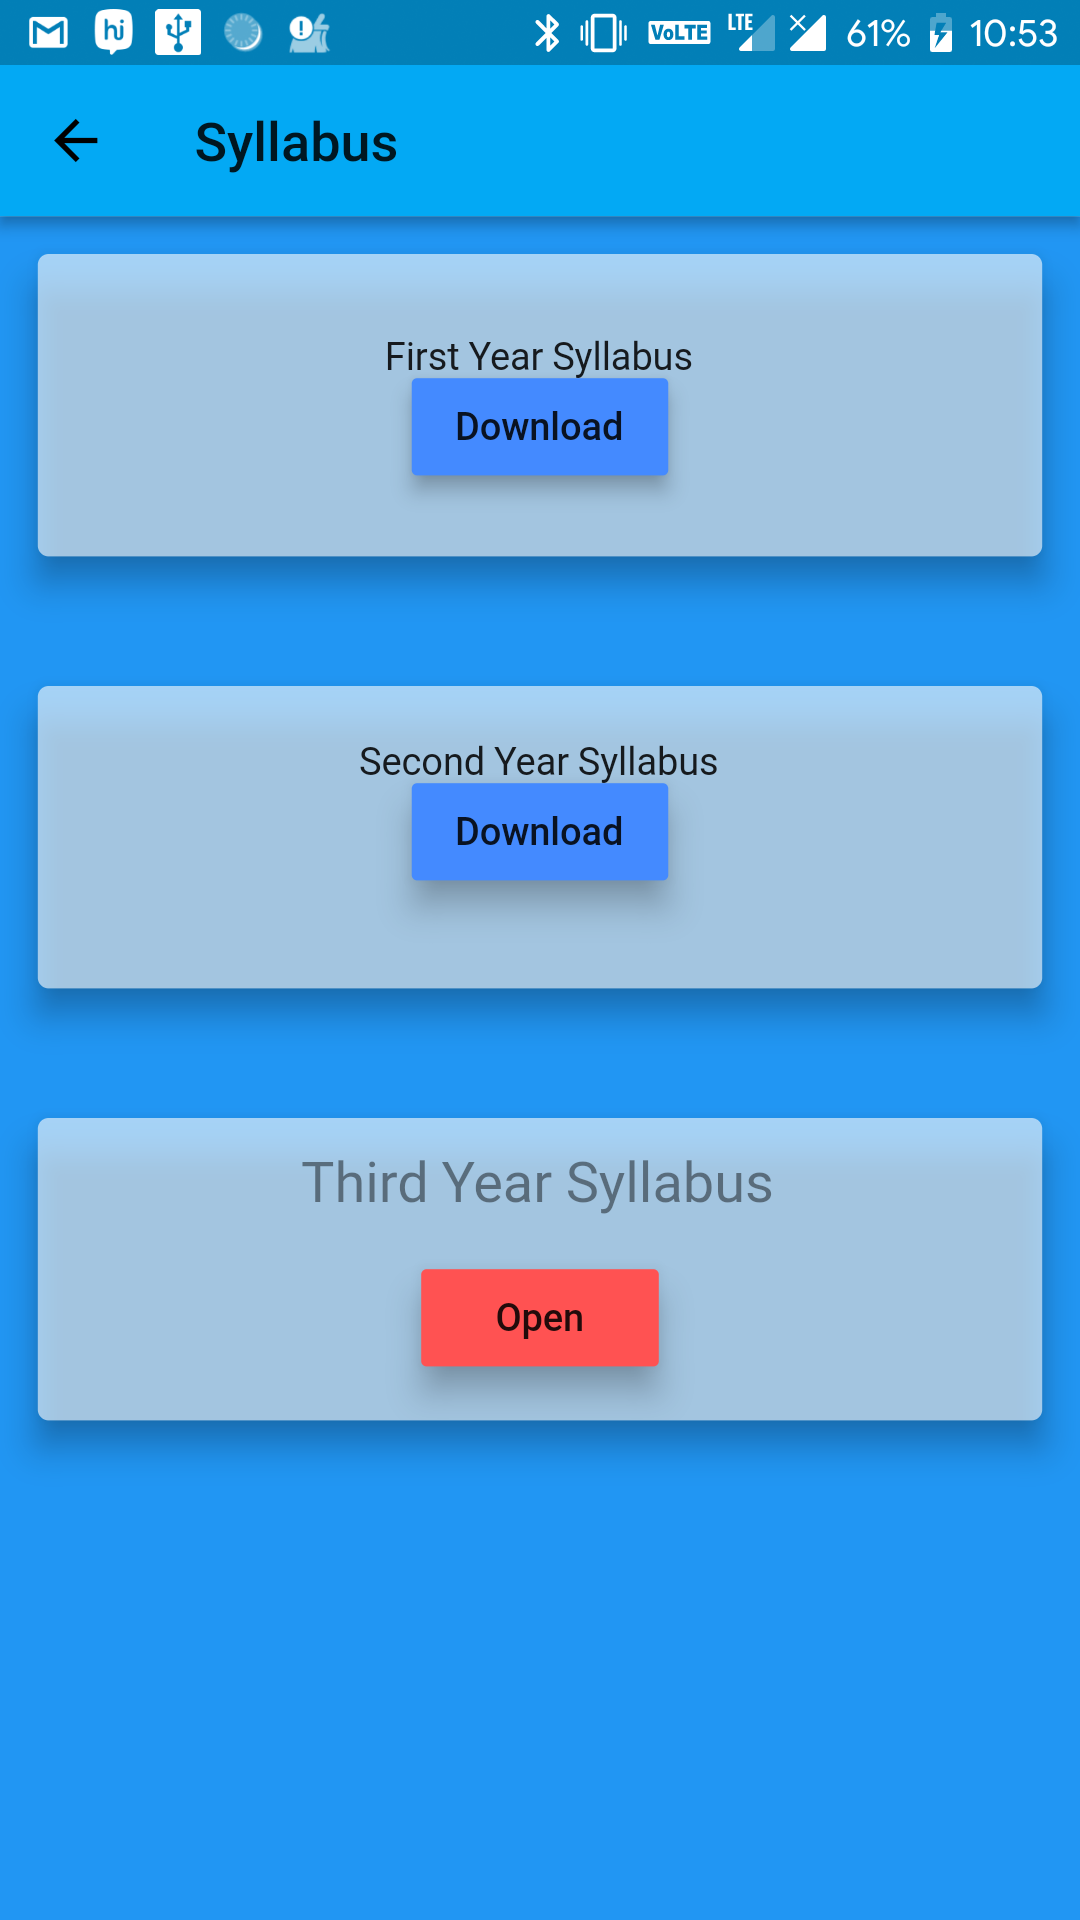 hi VoLTE LTE 61% 10:53
Syllabus
First Year Syllabus
Download
Second Year Syllabus
Download
Third Year Syllabus
Open